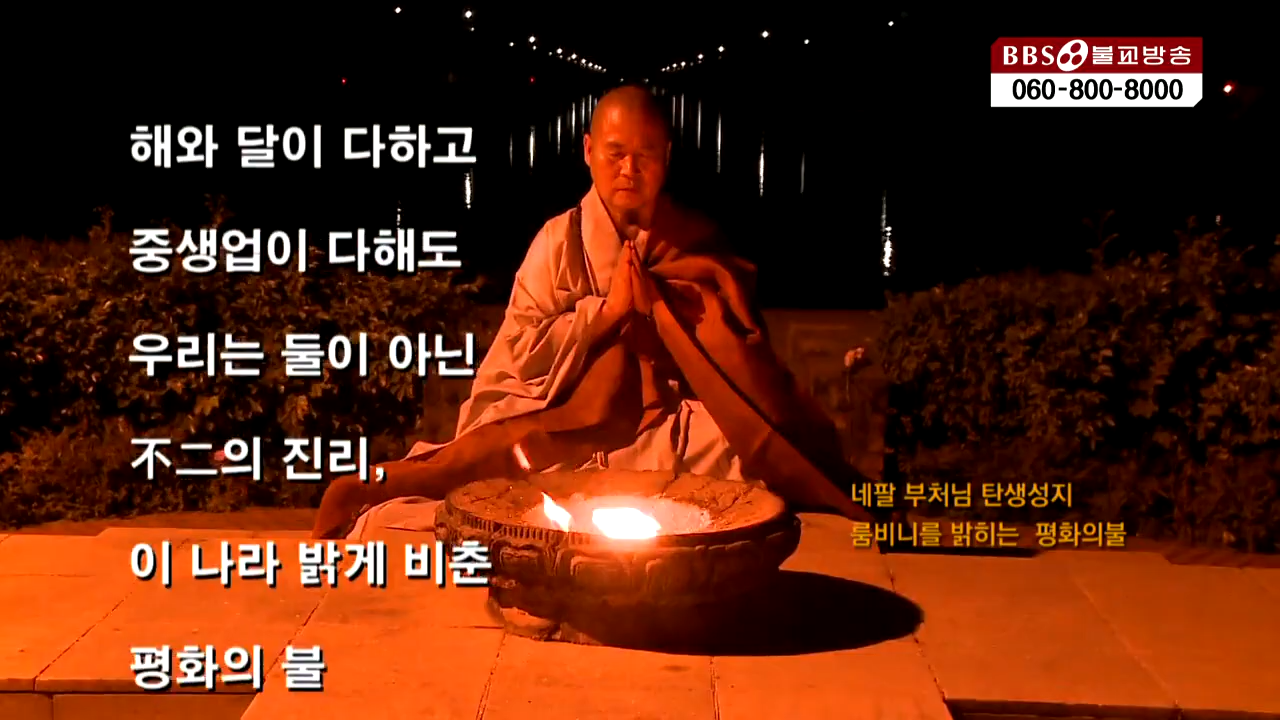 BBS 불교방송
060-800-8000
해와 달이 다하고
중생업이 다해도
우리는 둘이 아닌
不二의 진리,
이 나라 밝게 비춘
평화의 불
네팔 부처님 탄생성지
룸비니를 밝히는 평화의불